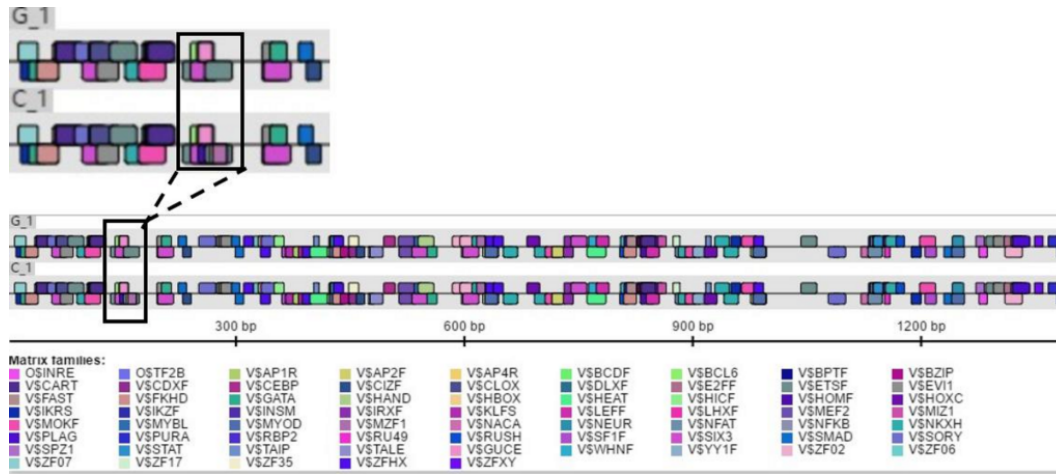 G_1
C_1
G_1
C_1
300 bp 600 bp 900 bp 1200 bp
Matrix families:
O$INRE O$TF2B V$AP1R V$AP2F V$AP4R V$BCDF V$BCL6 V$BPTF V$BZIP
V$CART V$CDXF V$CEBP V$CIZF V$CLOX V$DLXF V$E2FF V$ETSF V$EVI1
V$FAST V$FKHD V$GATA V$HAND V$HBOX V$HEAT V$HICF V$HOMF V$HOXC
V$IKRS V$IKZF V$INSM V$IRXF V$KLFS V$LEFF V$LHXF V$MEF2 V$MIZ1
V$MOKF V$MYBL V$MYOD V$MZF1 V$NACA V$NEUR V$NFAT V$NFKB V$NKXH
V$PLAG V$PURA V$RBP2 V$RU49 V$RUSH V$SF1F V$SIX3 V$SMAD V$SORY
V$SPZ1 V$STAT V$TAIP V$TALE V$GUCE V$WHNF V$YY1F V$ZF02 V$ZF06
V$ZF07 V$ZF17 V$ZF35 V$ZFHX V$ZFXY